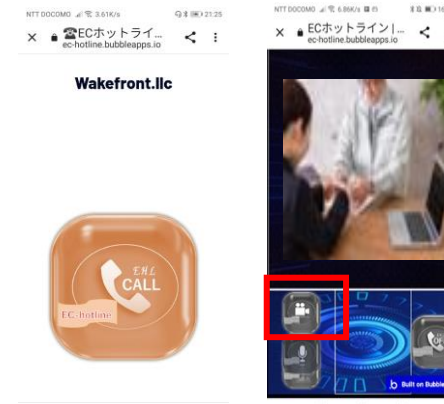 NTT DOCOMO 3.61K/s 21:25
☎ECホットライ...
ec-hotline.bubbleapps.io
Wakefront.llc
EHL
CALL
EC-hotline
NTT DOCOMO 6.86K/s
ECホットライン |...
ec-hotline.bubbleapps.io
b Built on Bubble